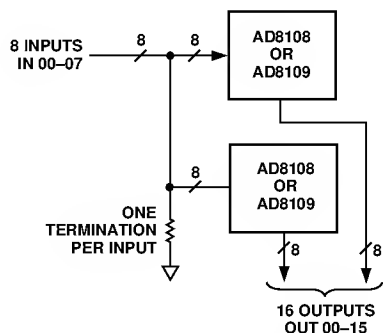 8 INPUTS
IN 00–07
8
8
AD8108
OR
AD8109
8
AD8108
OR
AD8109
ONE
TERMINATION
PER INPUT
8
8
16 OUTPUTS
OUT 00–15